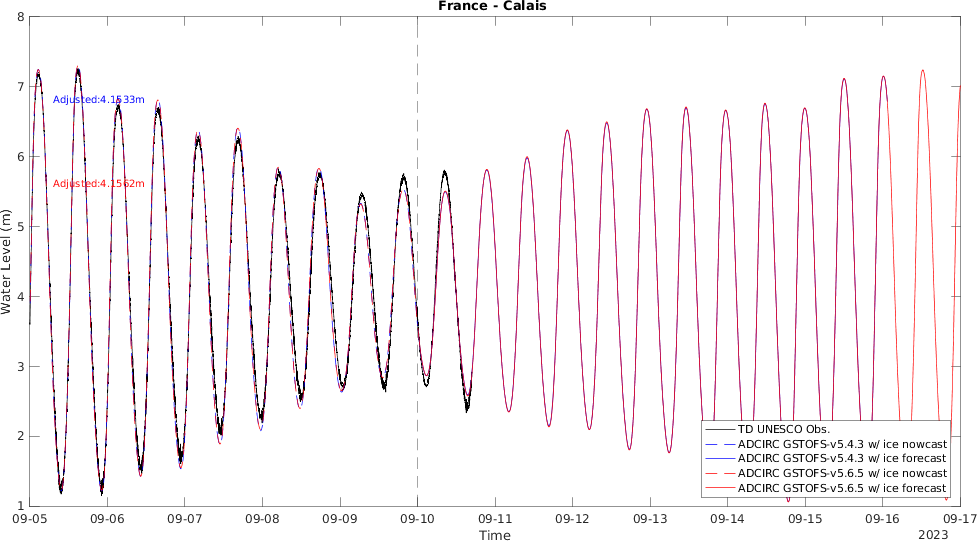 France - Calais
8
7
6
5
4
3
2
1
Water Level (m)
Adjusted:4.1533m
Adjusted:4.1562m
TD UNESCO Obs.
ADCIRC GSTOFS-v5.4.3 w/ ice nowcast
ADCIRC GSTOFS-v5.4.3 w/ ice forecast
ADCIRC GSTOFS-v5.6.5 w/ ice nowcast
ADCIRC GSTOFS-v5.6.5 w/ ice forecast
09-05 09-06 09-07 09-08 09-09 09-10 09-11 09-12 09-13 09-14 09-15 09-16 09-17
Time
2023